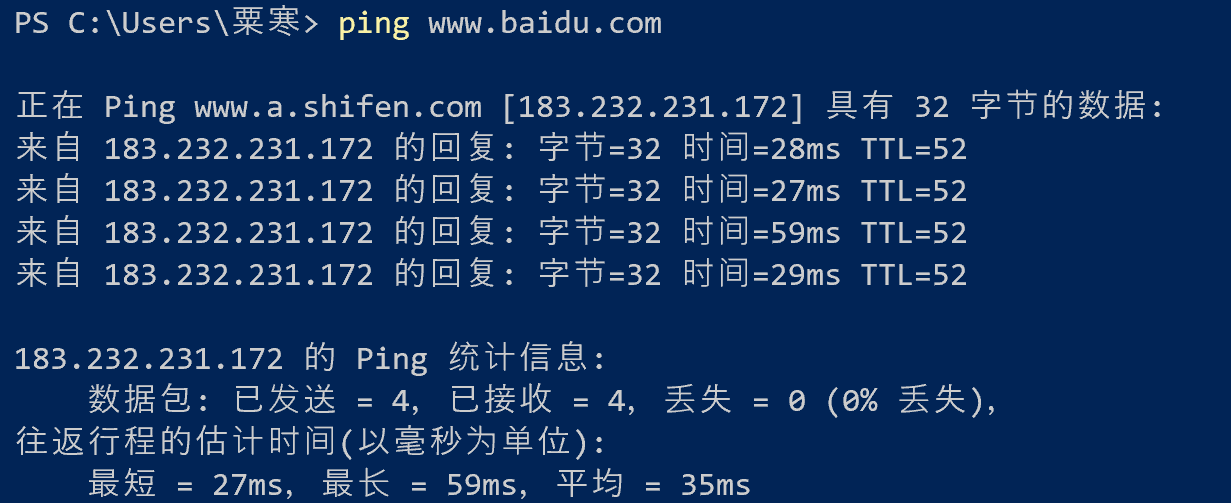 PS C:\Users\粟寒> ping www.baidu.com
正在 Ping www.a.shifen.com [183.232.231.172] 具有 32 字节的数据:
来自 183.232.231.172 的回复: 字节=32 时间=28ms TTL=52
来自 183.232.231.172 的回复: 字节=32 时间=27ms TTL=52
来自 183.232.231.172 的回复: 字节=32 时间=59ms TTL=52
来自 183.232.231.172 的回复: 字节=32 时间=29ms TTL=52
183.232.231.172 的 Ping 统计信息:
数据包: 已发送 = 4, 已接收 = 4, 丢失 = 0 (0% 丢失),
往返行程的估计时间(以毫秒为单位):
最短 = 27ms, 最长 = 59ms, 平均 = 35ms